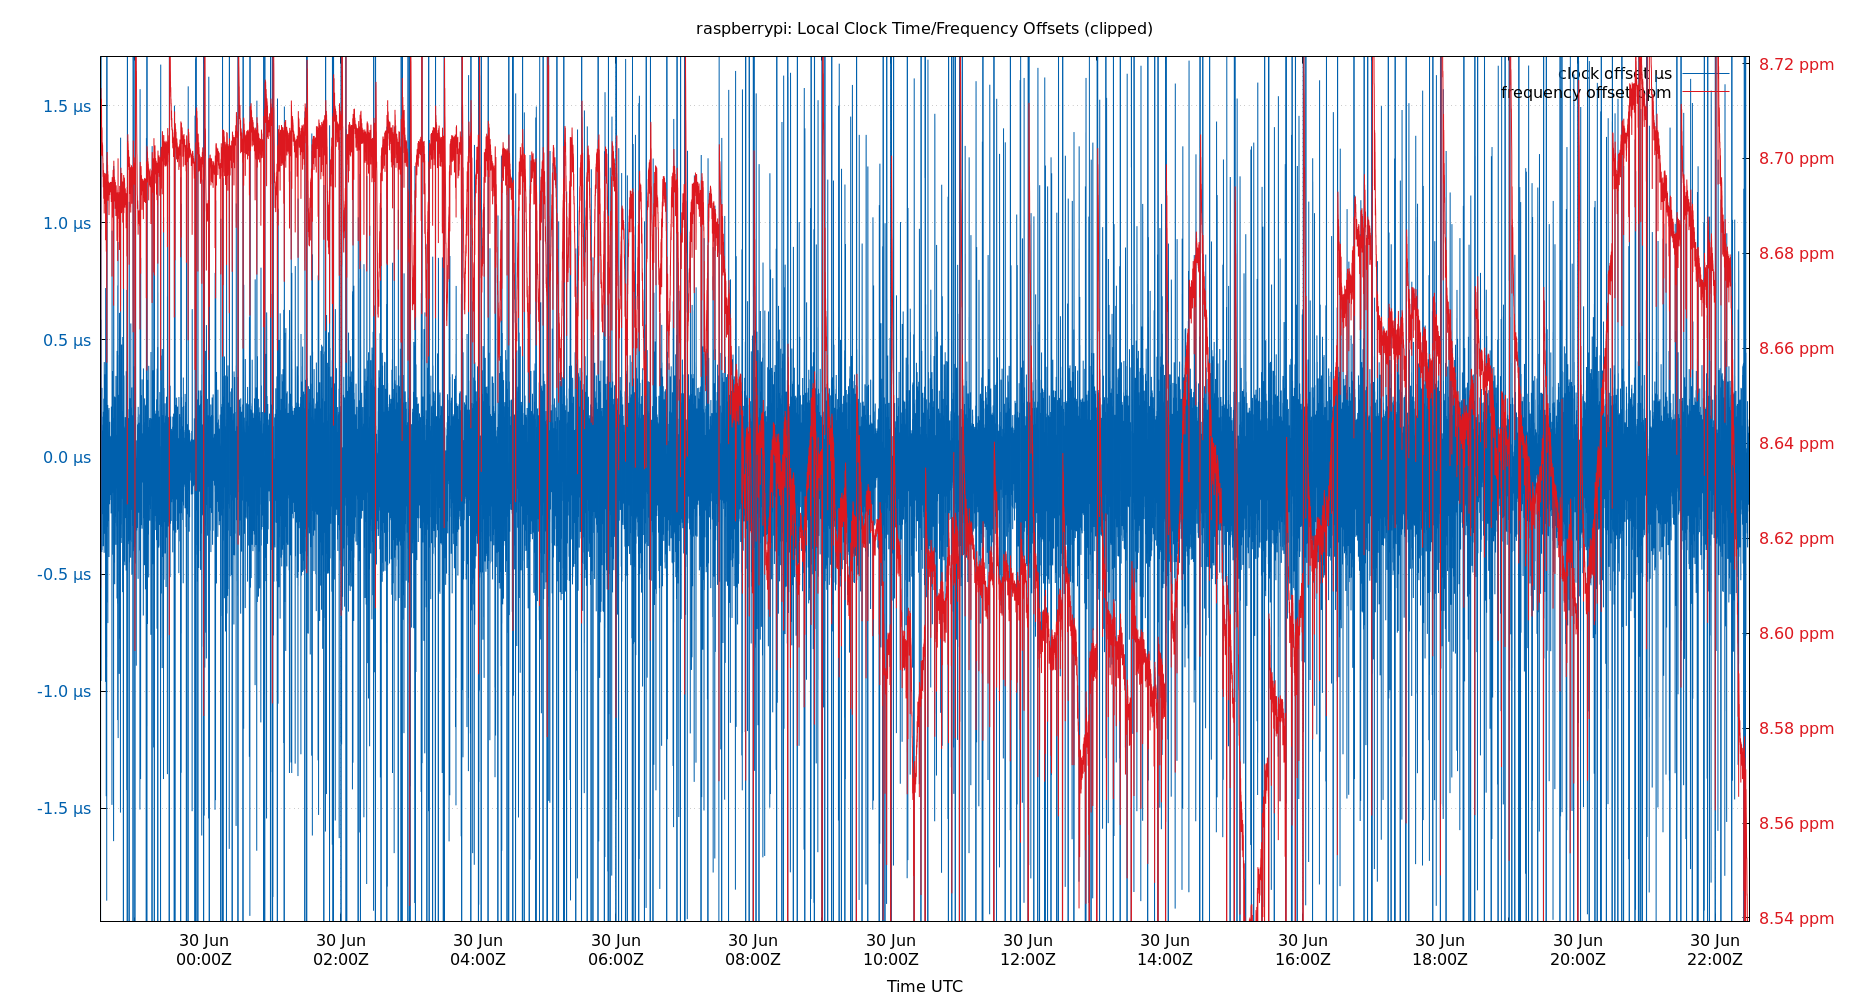 raspberrypi: Local Clock Time/Frequency Offsets (clipped)
clock offset µs
frequency offset ppm
1.5 µs
1.0 µs
0.5 µs
0.0 µs
-0.5 µs
-1.0 µs
-1.5 µs
8.72 ppm
8.70 ppm
8.68 ppm
8.66 ppm
8.64 ppm
8.62 ppm
8.60 ppm
8.58 ppm
8.56 ppm
8.54 ppm
30 Jun 30 Jun 30 Jun 30 Jun 30 Jun 30 Jun 30 Jun 30 Jun 30 Jun 30 Jun 30 Jun 30 Jun
00:00Z 02:00Z 04:00Z 06:00Z 08:00Z 10:00Z 12:00Z 14:00Z 16:00Z 18:00Z 20:00Z 22:00Z
Time UTC